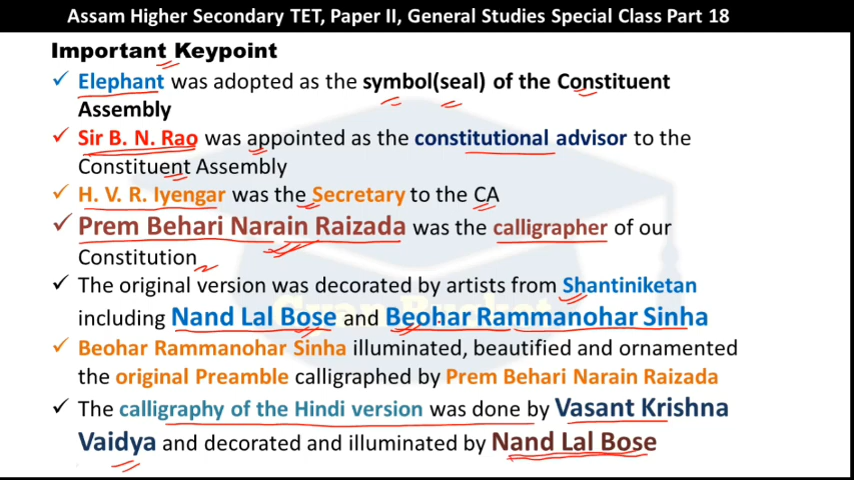 Assam Higher Secondary TET, Paper II, General Studies Special Class Part 18
Important Keypoint
✓ Elephant was adopted as the symbol(seal) of the Constituent
Assembly
✓ Sir B. N. Rao was appointed as the constitutional advisor to the
Constituent Assembly
✓ H. V. R. Iyengar was the Secretary to the CA
✓ Prem Behari Narain Raizada was the calligrapher of our
Constitution
✓ The original version was decorated by artists from Shantiniketan
including Nand Lal Bose and Beohar Rammanohar Sinha
✓ Beohar Rammanohar Sinha illuminated, beautified and ornamented
the original Preamble calligraphed by Prem Behari Narain Raizada
✓ The calligraphy of the Hindi version was done by Vasant Krishna
Vaidya and decorated and illuminated by Nand Lal Bose